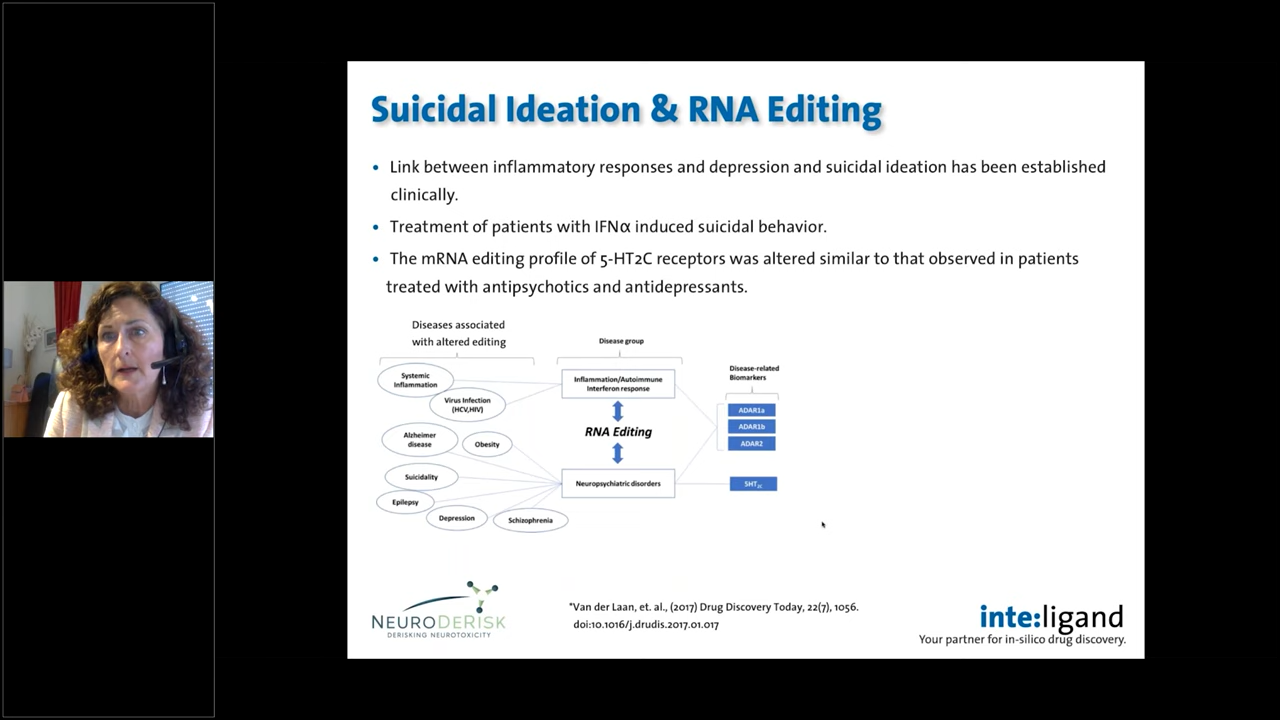 Suicidal Ideation & RNA Editing
• Link between inflammatory responses and depression and suicidal ideation has been established
clinically.
• Treatment of patients with IFNα induced suicidal behavior.
• The mRNA editing profile of 5-HT2C receptors was altered similar to that observed in patients
treated with antipsychotics and antidepressants.
Diseases associated
with altered editing
Disease group
Disease-related
Biomarkers
Systemic
Inflammation
Virus Infection
(HCV,HIV)
Alzheimer
disease
Obesity
Suicidality
Epilepsy
Depression
Schizophrenia
Inflammation/Autoimmune
Interferon response
RNA Editing
Neuropsychiatric disorders
ADAR1a
ADAR1b
ADAR2
5HT2C
NEURODERISK
DERISKING NEUROTOXICITY
*Van der Laan, et. al., (2017) Drug Discovery Today, 22(7), 1056.
doi:10.1016/j.drudis.2017.01.017
inte:ligand
Your partner for in-silico drug discovery.